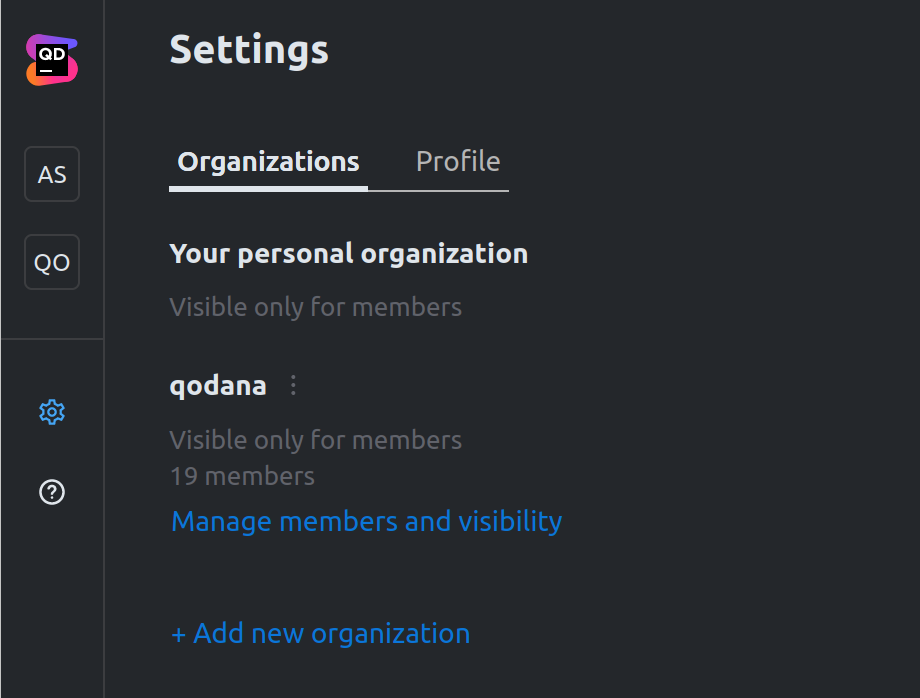 QD
AS
QO
Settings
Organizations Profile
Your personal organization
Visible only for members
qodana
Visible only for members
19 members
Manage members and visibility
+ Add new organization